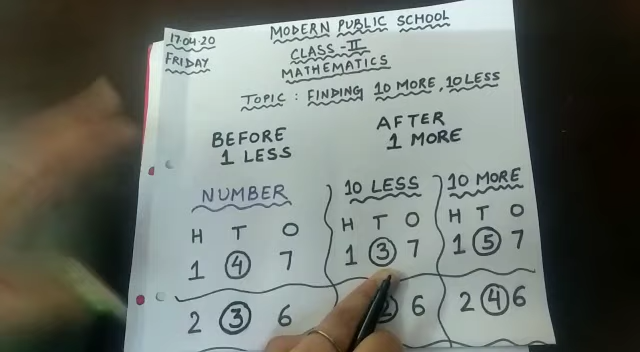 17.04.20
FRIDAY
MODERN PUBLIC SCHOOL
CLASS-II
MATHEMATICS
TOPIC : FINDING 10 MORE, 10 LESS
BEFORE
1 LESS
AFTER
1 MORE
NUMBER 10 LESS 10 MORE
H T O H T O H T O
1 4 7 1 3 7 1 5 7
2 3 6 2 6 2 4 6